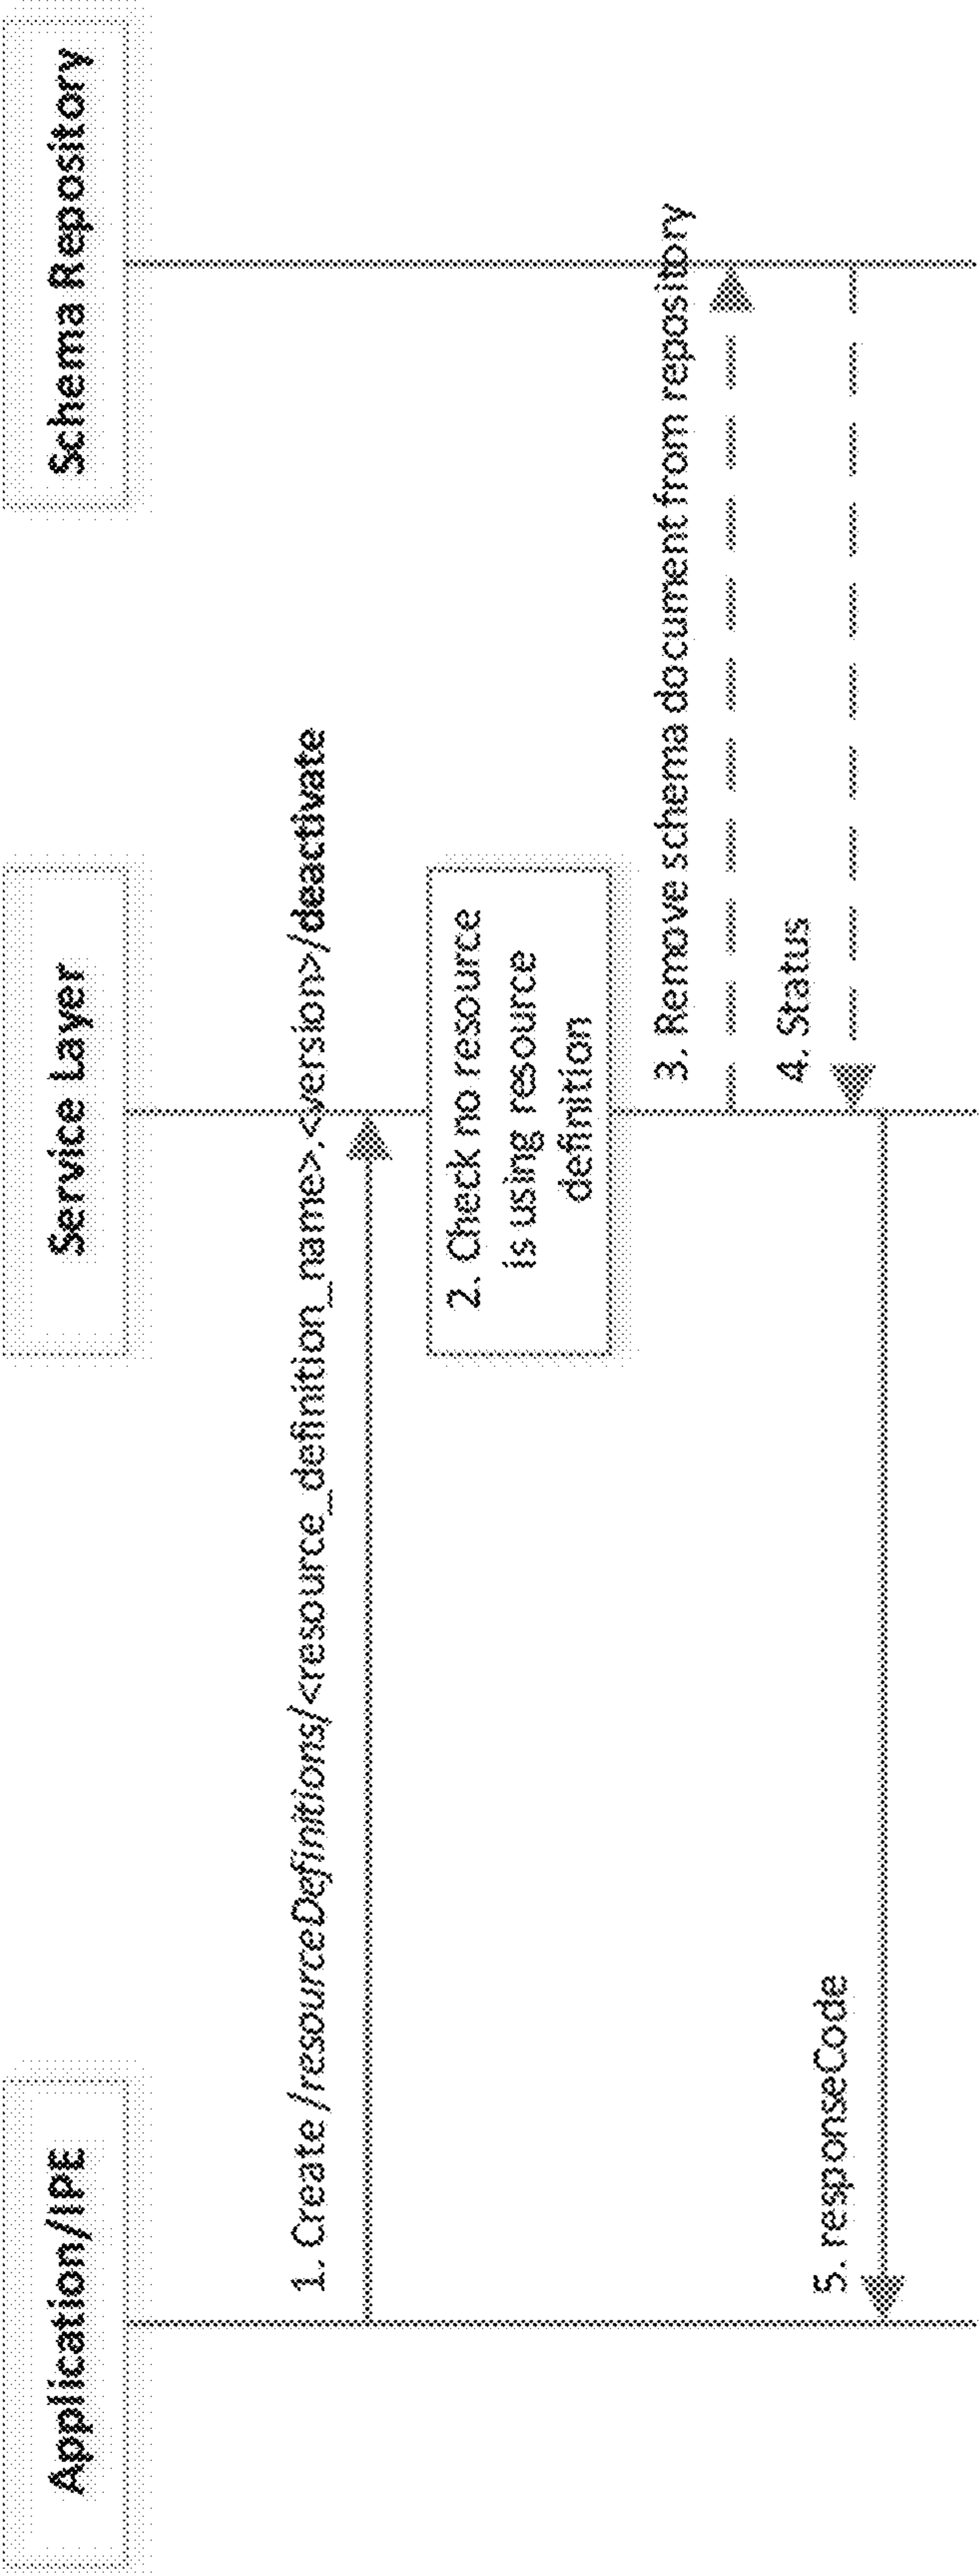 Application/IPE
Service Layer
Schema Repository
1. Create /resourceDefinitions/<resource_definition_name>.<version>/deactivate
2. Check no resource
is using resource
definition
3. Remove schema document from repository
4. Status
5. responseCode